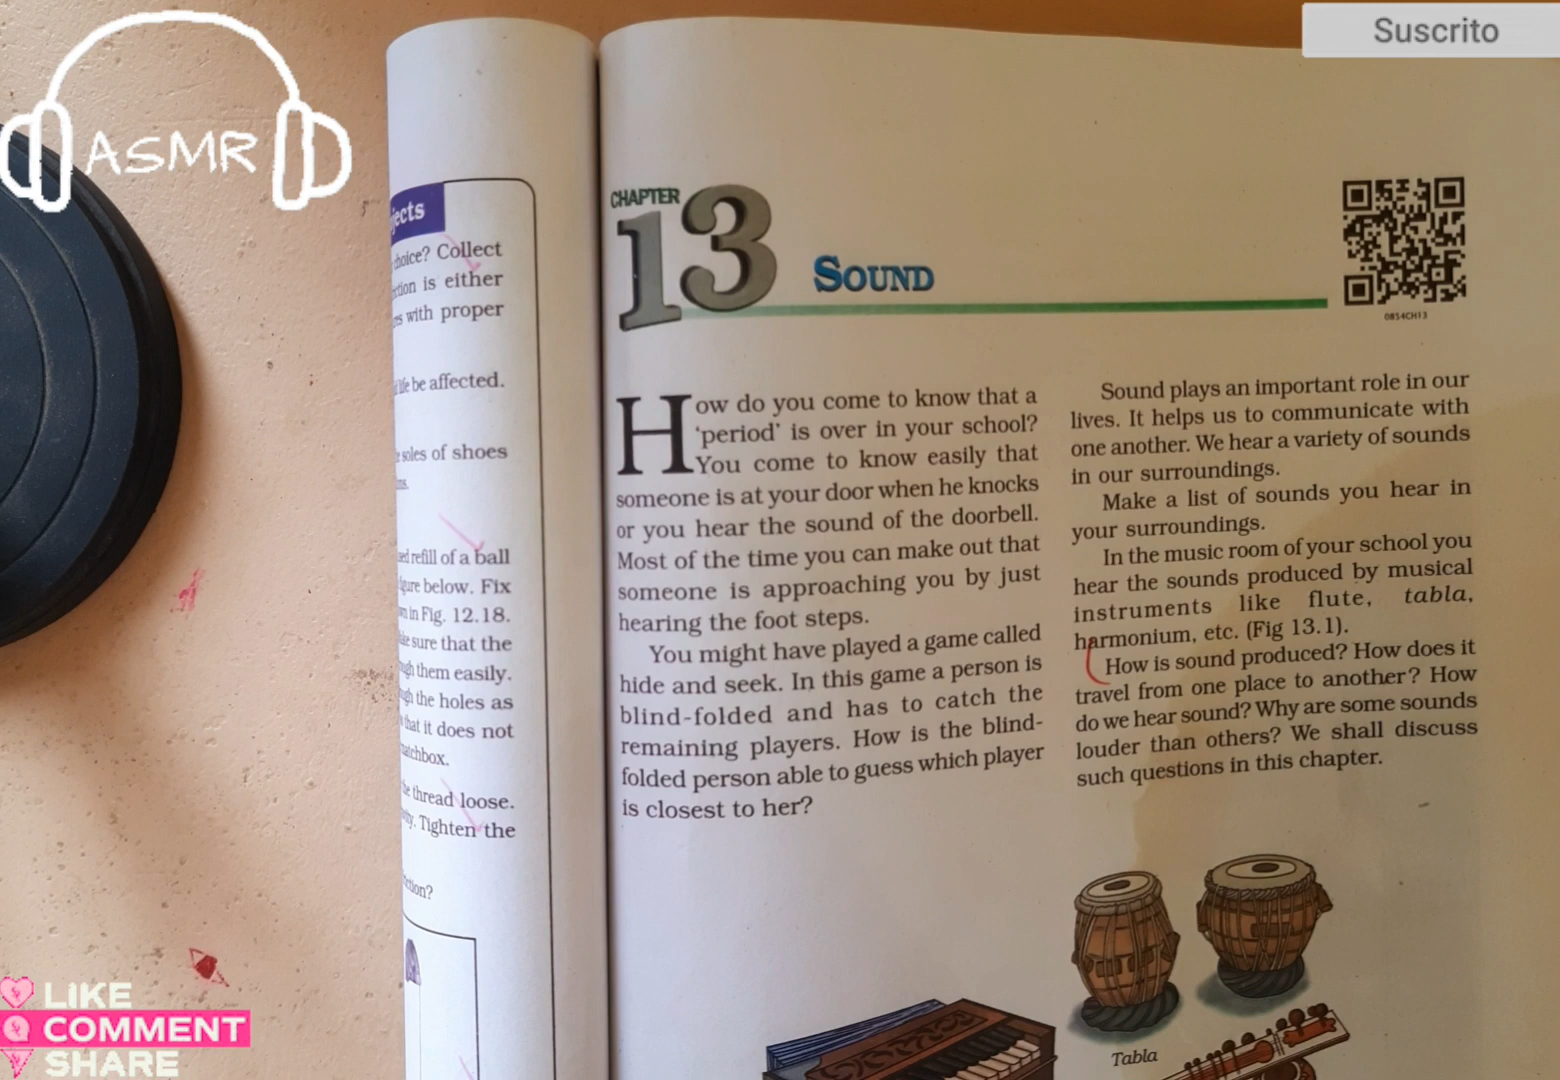 Suscrito
ASMR
jects
choice? Collect
ction is either
with proper
life be affected.
soles of shoes
refill of a ball
figure below. Fix
in Fig. 12.18.
sure that the
them easily.
the holes as
that it does not
matchbox.
the thread loose.
Tighten the
CHAPTER
13 SOUND
0854CH13
How do you come to know that a
'period' is over in your school?
You come to know easily that
someone is at your door when he knocks
or you hear the sound of the doorbell.
Most of the time you can make out that
someone is approaching you by just
hearing the foot steps.
You might have played a game called
hide and seek. In this game a person is
blind-folded and has to catch the
remaining players. How is the blind-
folded person able to guess which player
is closest to her?
Sound plays an important role in our
lives. It helps us to communicate with
one another. We hear a variety of sounds
in our surroundings.
Make a list of sounds you hear in
your surroundings.
In the music room of your school you
hear the sounds produced by musical
instruments like flute, tabla,
harmonium, etc. (Fig 13.1).
How is sound produced? How does it
travel from one place to another? How
do we hear sound? Why are some sounds
louder than others? We shall discuss
such questions in this chapter.
Tabla
LIKE
COMMENT
SHARE